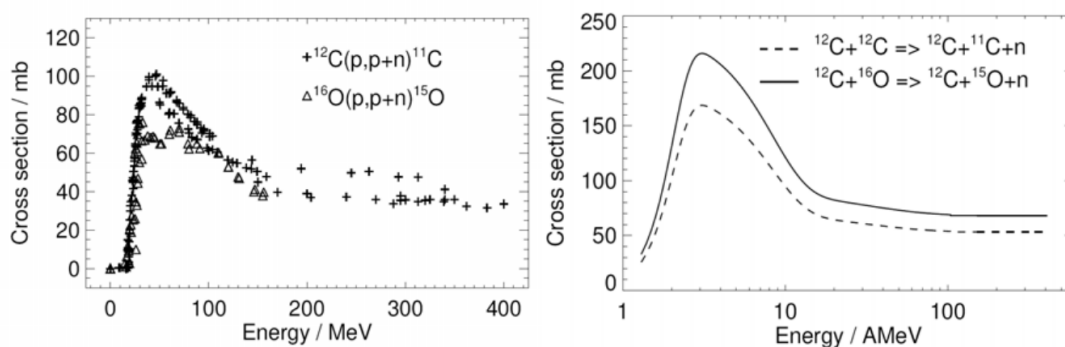 120
100
80
60
40
20
0
Cross section / mb
+ ¹²C(p,p+n)¹¹C
△ ¹⁶O(p,p+n)¹⁵O
0 100 200 300 400
Energy / MeV
250
200
150
100
50
0
Cross section / mb
¹²C+¹²C => ¹²C+¹¹C+n
¹²C+¹⁶O => ¹²C+¹⁵O+n
1 10 100
Energy / AMeV